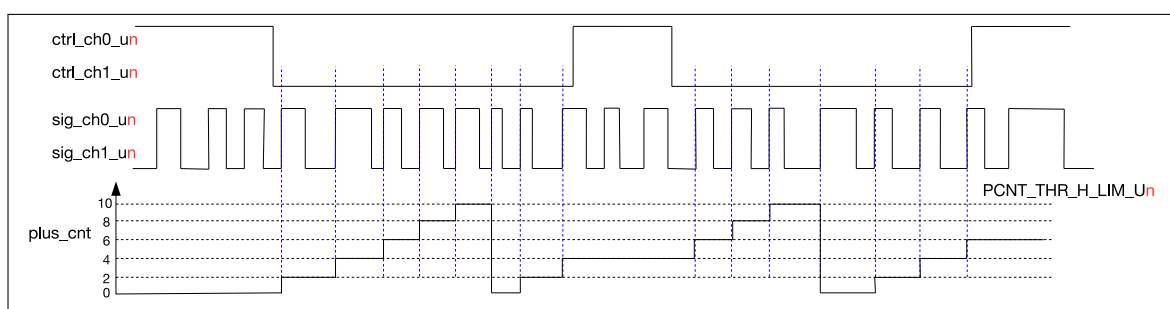 ctrl_ch0_un
ctrl_ch1_un
sig_ch0_un
sig_ch1_un
PCNT_THR_H_LIM_Un
plus_cnt
10
8
6
4
2
0